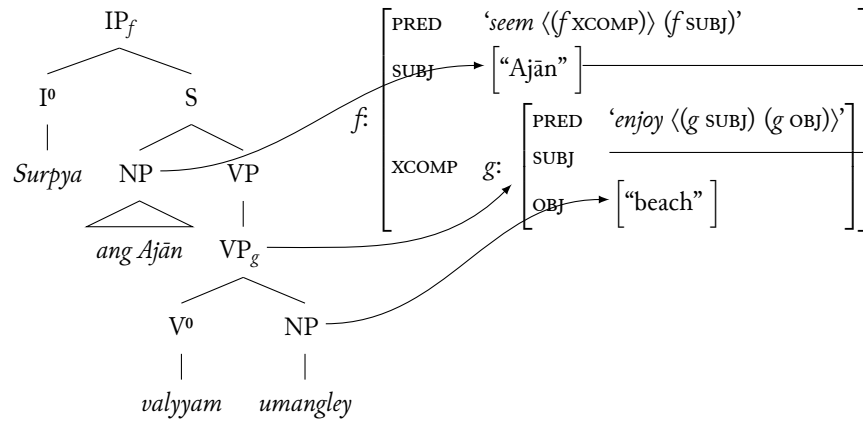 IP_f
PRED ‘seem ⟨(f XCOMP)⟩ (f SUBJ)’
SUBJ [“Ajān”]
I⁰ S
f:
PRED ‘enjoy ⟨(g SUBJ) (g OBJ)⟩’
SUBJ
Surpya NP VP XCOMP g:
OBJ [“beach”]
ang Ajān VP_g
V⁰ NP
valyyam umangley